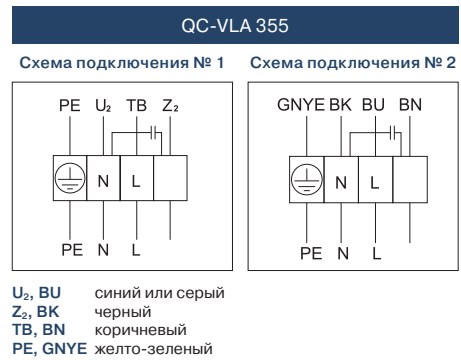 QC-VLA 355
Схема подключения № 1 Схема подключения № 2
PE U₂ TB Z₂
GNYE BK BU BN
N L
N L
PE N L
PE N L
U₂, BU синий или серый
Z₂, BK черный
TB, BN коричневый
PE, GNYE желто-зеленый